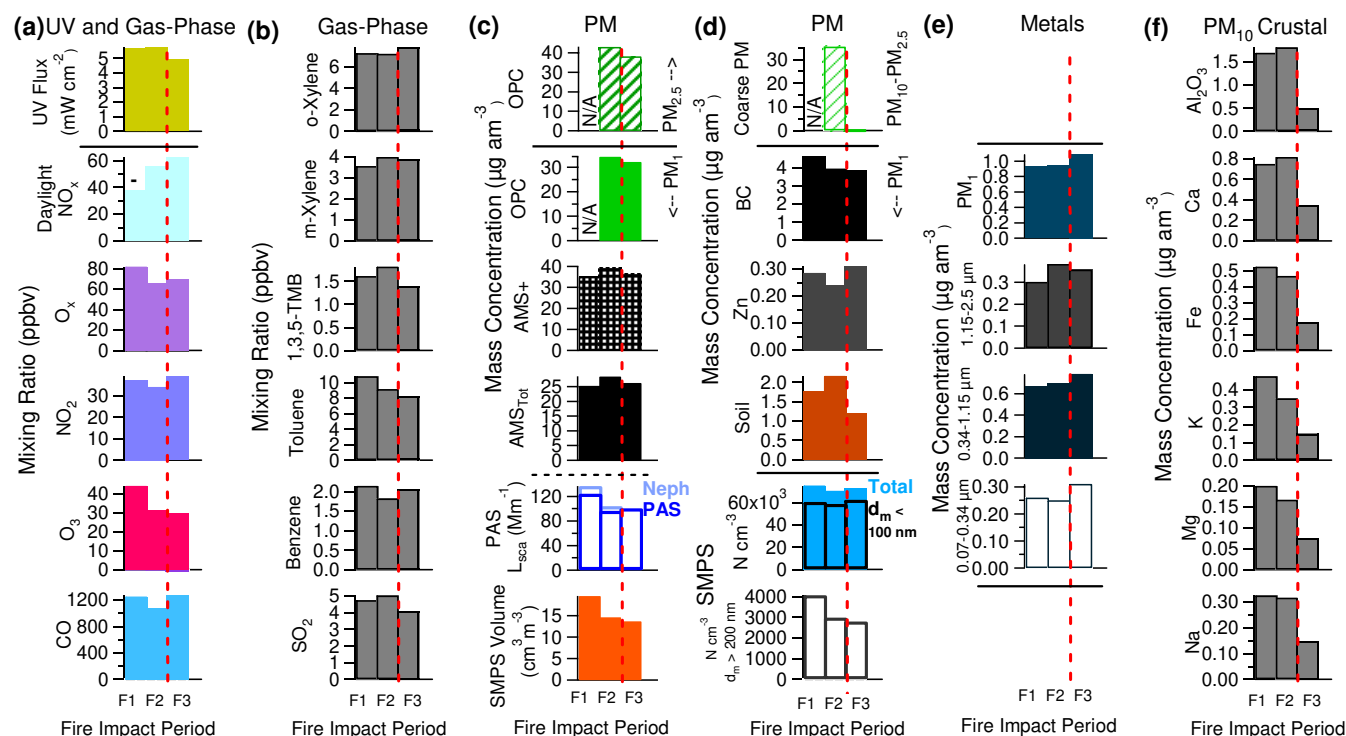 (a) UV and Gas-Phase
UV Flux
(mW cm⁻²)
5
4
3
2
1
0
Daylight
NOₓ
60
40
20
0
-
Oₓ
80
60
40
20
0
NO₂
30
20
10
0
O₃
40
30
20
10
0
CO
1200
800
400
0
Mixing Ratio (ppbv)
F1 F2 F3
Fire Impact Period
(b) Gas-Phase
o-Xylene
6
4
2
0
m-Xylene
4
3
2
1
0
1,3,5-TMB
1.5
1.0
0.5
0.0
Toluene
10
8
6
4
2
0
Benzene
2.0
1.5
1.0
0.5
0.0
SO₂
5
4
3
2
1
0
Mixing Ratio (ppbv)
F1 F2 F3
Fire Impact Period
(c) PM
OPC
40
30
20
10
0
N/A
PM₂.₅ -->
OPC
30
20
10
0
N/A
<-- PM₁
AMS+
30
20
10
0
AMS_Tot
25
20
15
10
5
0
Mass Concentration (µg am⁻³)
PAS
L_sca (Mm⁻¹)
120
80
40
0
Neph
PAS
SMPS Volume
(cm³ m⁻³)
15
10
5
0
F1 F2 F3
Fire Impact Period
(d) PM
Coarse PM
30
20
10
0
N/A
PM₁₀-PM₂.₅
BC
4
3
2
1
0
<-- PM₁
Zn
0.30
0.20
0.10
0.00
Soil
2.0
1.5
1.0
0.5
0.0
Mass Concentration (µg am⁻³)
N cm⁻³
60x10³
40
20
0
Total
dₘ <
100 nm
SMPS
N cm⁻³
dₘ > 200 nm
4000
3000
2000
1000
0
F1 F2 F3
Fire Impact Period
(e) Metals
PM₁
1.0
0.8
0.6
0.4
0.2
0.0
1.15-2.5 µm
0.3
0.2
0.1
0.0
0.34-1.15 µm
0.6
0.4
0.2
0.0
0.07-0.34 µm
0.30
0.20
0.10
0.00
Mass Concentration (µg am⁻³)
F1 F2 F3
Fire Impact Period
(f) PM₁₀ Crustal
Al₂O₃
1.5
1.0
0.5
0.0
Ca
0.8
0.6
0.4
0.2
0.0
Fe
0.5
0.4
0.3
0.2
0.1
0.0
K
0.4
0.3
0.2
0.1
0.0
Mg
0.20
0.15
0.10
0.05
0.00
Na
0.30
0.20
0.10
0.00
Mass Concentration (µg am⁻³)
F1 F2 F3
Fire Impact Period